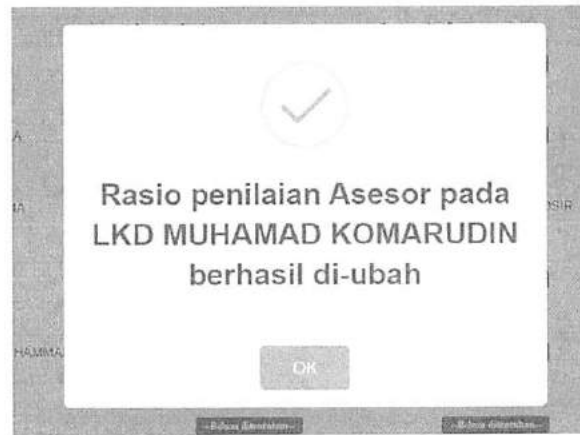 Rasio penilaian Asesor pada
LKD MUHAMAD KOMARUDIN
berhasil di-ubah
OK